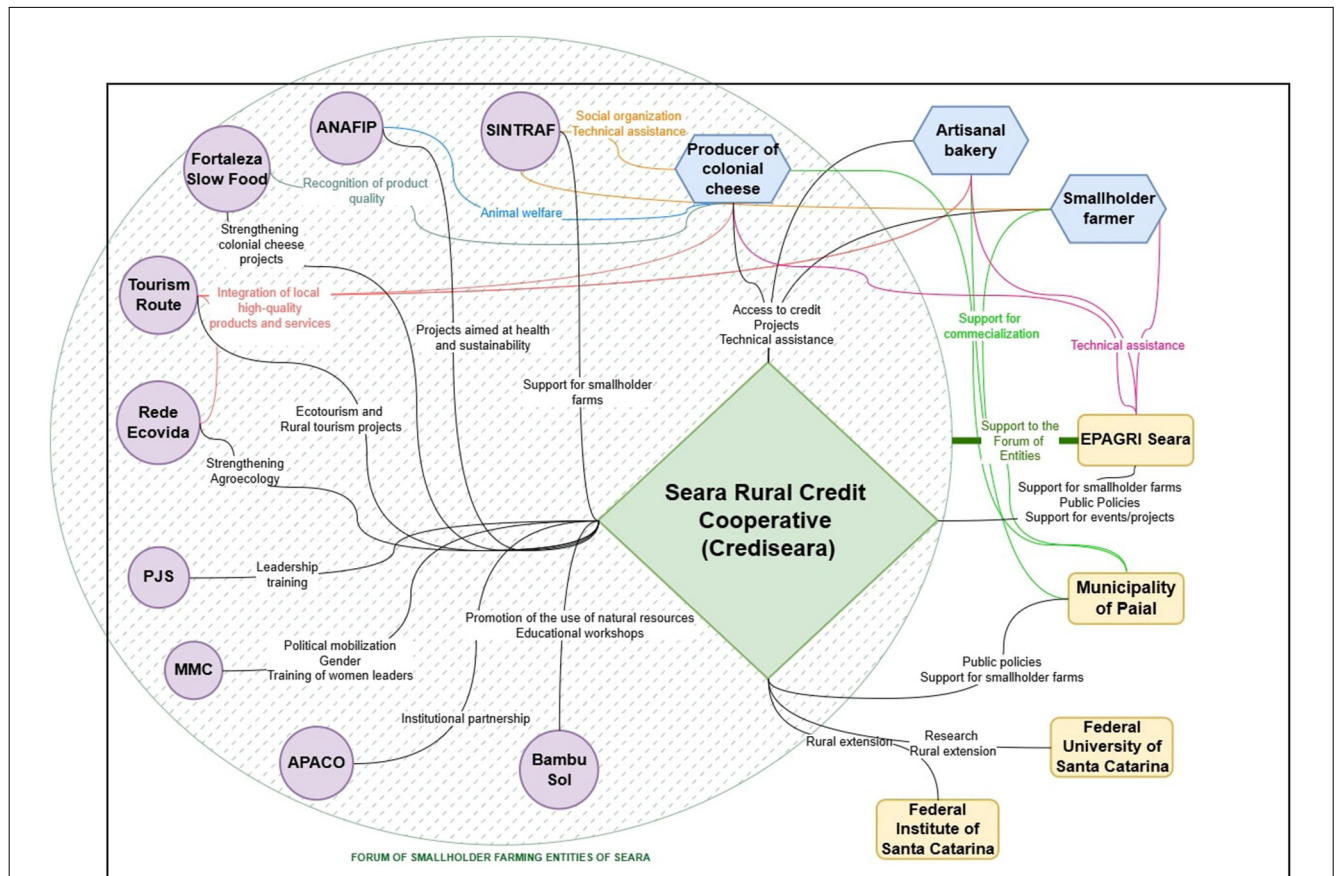 ANAFIP
SINTRAF
Social organization
Technical assistance
Producer of
colonial
cheese
Artisanal
bakery
Fortaleza
Slow Food
Recognition of product
quality
Animal welfare
Smallholder
farmer
Strengthening
colonial cheese
projects
Tourism
Route
Integration of local
high-quality
products and services
Projects aimed at health
and sustainability
Access to credit
Projects
Technical assistance
Support for
commecialization
Technical assistance
Support for smallholder
farms
Rede
Ecovida
Ecotourism and
Rural tourism projects
Strengthening
Agroecology
Support to the
Forum of
Entities
EPAGRI Seara
Support for smallholder farms
Public Policies
Support for events/projects
Seara Rural Credit
Cooperative
(Crediseara)
PJS
Leadership
training
Municipality
of Paial
Promotion of the use of natural resources
Educational workshops
MMC
Political mobilization
Gender
Training of women leaders
Public policies
Support for smallholder farms
Institutional partnership
APACO
Bambu
Sol
Rural extension
Research
Rural extension
Federal
University of
Santa Catarina
Federal
Institute of
Santa Catarina
FORUM OF SMALLHOLDER FARMING ENTITIES OF SEARA